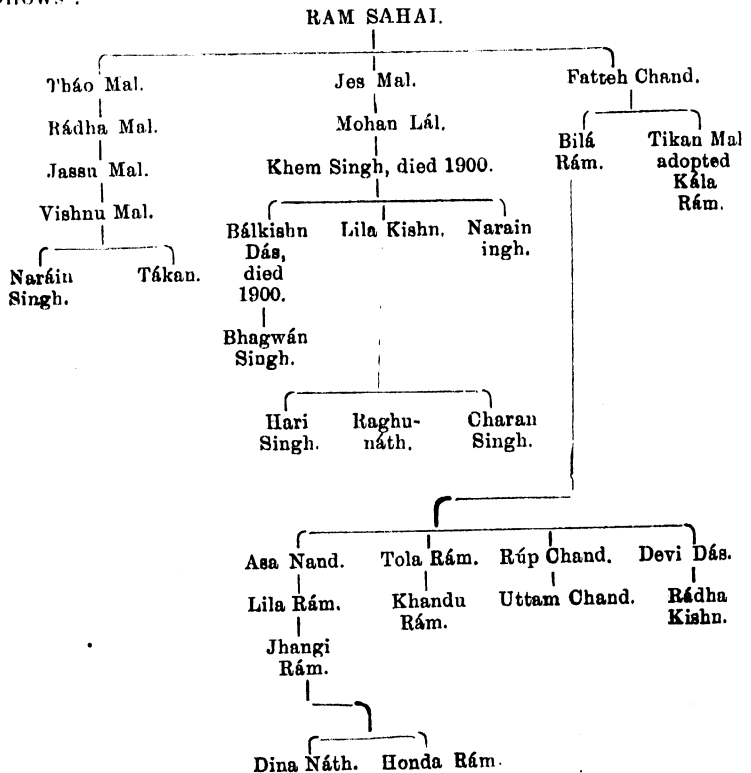 RAM SAHAI.
Tháo Mal. Jes Mal. Fatteh Chand.
Rádha Mal. Mohan Lál. Bilá Rám. Tikan Mal adopted Kála Rám.
Jassu Mal. Khem Singh, died 1900.
Vishnu Mal.
Naráin Singh. Tákan. Bálkishn Dás, died 1900. Lila Kishn. Narain ingh.
Bhagwán Singh.
Hari Singh. Raghu-náth. Charan Singh.
Asa Nand. Tola Rám. Rúp Chand. Devi Dás.
Lila Rám. Khandu Rám. Uttam Chand. Rádha Kishn.
Jhangi Rám.
Dina Náth. Honda Rám.